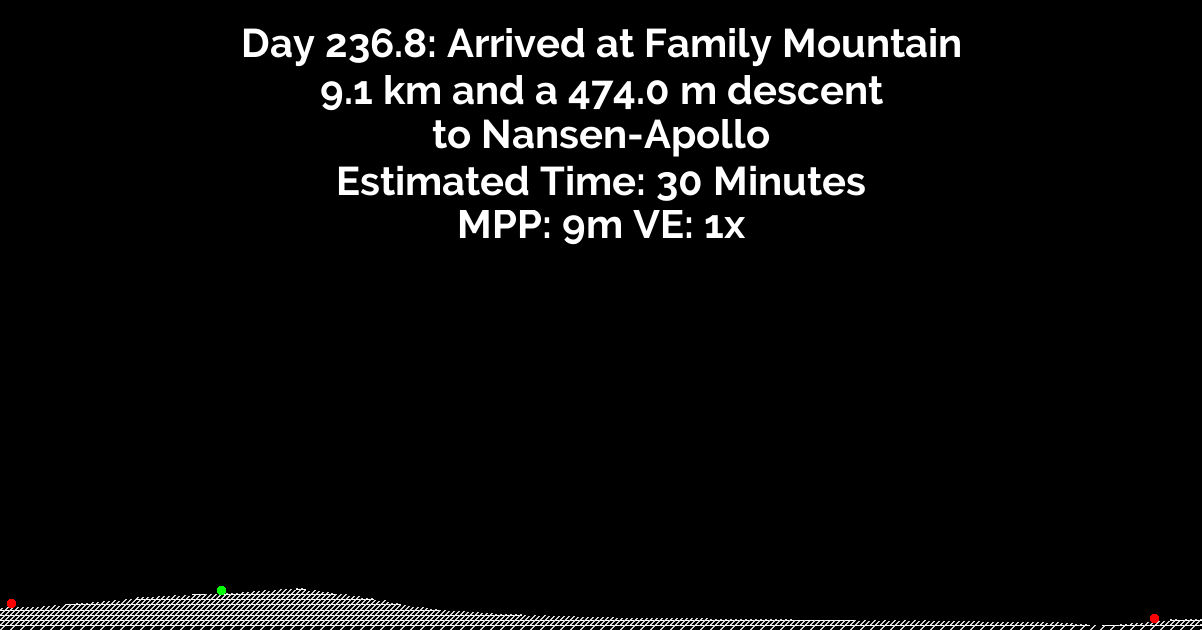 Day 236.8: Arrived at Family Mountain
9.1 km and a 474.0 m descent
to Nansen-Apollo
Estimated Time: 30 Minutes
MPP: 9m VE: 1x